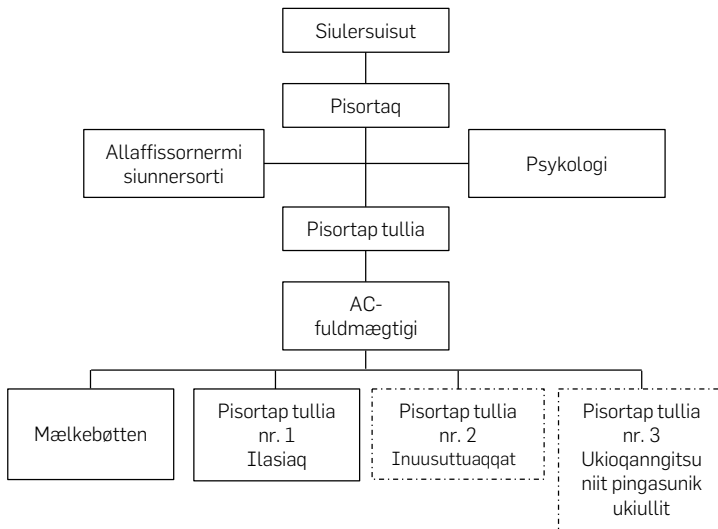 Siulersuisut
Pisortaq
Allaffissornermi
siunnersorti
Psykologi
Pisortap tullia
AC-
fuldmægtigi
Mælkebøtten
Pisortap tullia
nr. 1
Ilasiaq
Pisortap tullia
nr. 2
Inuusuttuaqqat
Pisortap tullia
nr. 3
Ukioqanngitsu
niit pingasunik
ukiullit